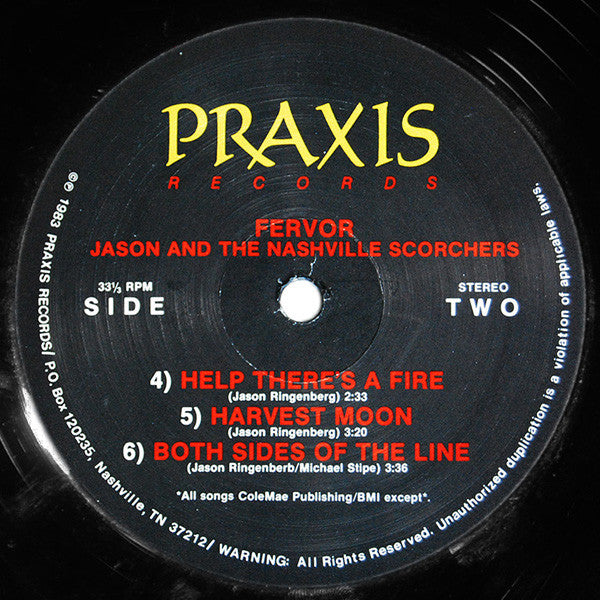 PRAXIS
RECORDS
FERVOR
JASON AND THE NASHVILLE SCORCHERS
33⅓ RPM
SIDE
STEREO
TWO
4) HELP THERE'S A FIRE
(Jason Ringenberg) 2:33
5) HARVEST MOON
(Jason Ringenberg) 3:20
6) BOTH SIDES OF THE LINE
(Jason Ringenberb/Michael Stipe) 3:36
*All songs ColeMae Publishing/BMI except*.
©℗ 1983 PRAXIS RECORDS/ P.O. Box 120235, Nashville, TN 37212/ WARNING: All Rights Reserved. Unauthorized duplication is a violation of applicable laws.